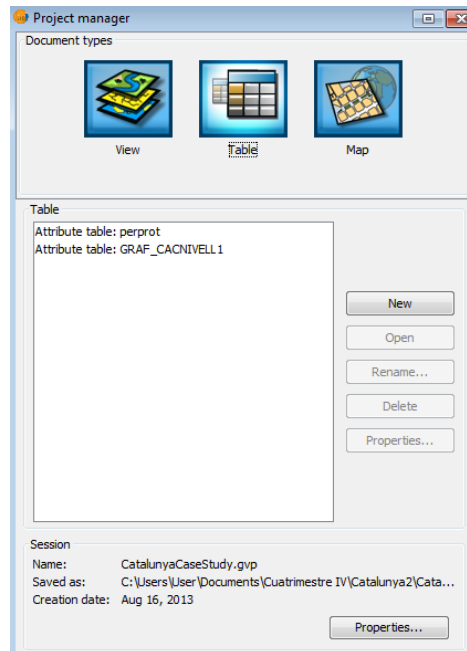 Project manager
Document types
View
Table
Map
Table
Attribute table: perprot
Attribute table: GRAF_CACNIVELL1
New
Open
Rename...
Delete
Properties...
Session
Name: CatalunyaCaseStudy.gvp
Saved as: C:\Users\User\Documents\Cuatrimestre IV\Catalunya2\Cata...
Creation date: Aug 16, 2013
Properties...